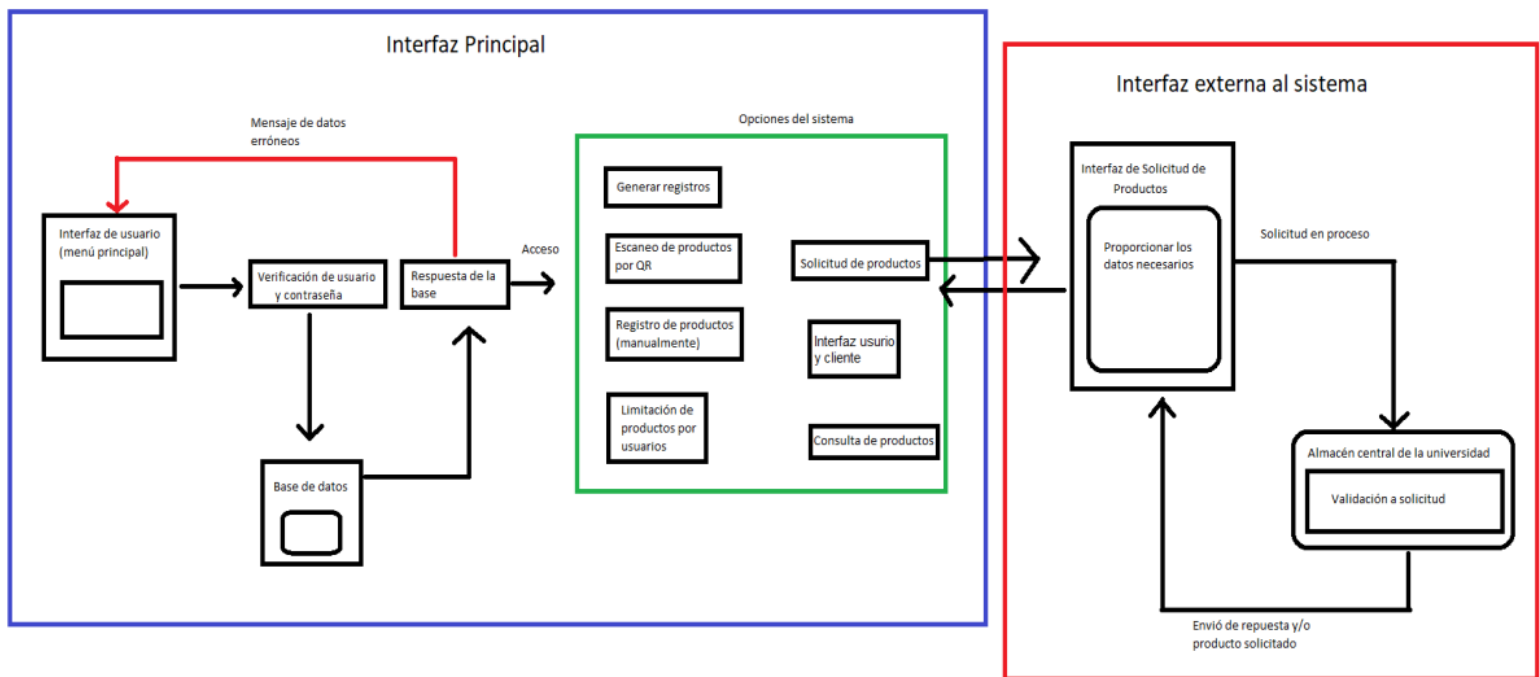 Interfaz Principal
Mensaje de datos
erróneos
Interfaz de usuario
(menú principal)
Verificación de usuario
y contraseña
Respuesta de la
base
Acceso
Base de datos
Opciones del sistema
Generar registros
Escaneo de productos
por QR
Registro de productos
(manualmente)
Limitación de
productos por
usuarios
Solicitud de productos
Interfaz usurio
y cliente
Consulta de productos
Interfaz externa al sistema
Interfaz de Solicitud de
Productos
Proporcionar los
datos necesarios
Solicitud en proceso
Almacén central de la universidad
Validación a solicitud
Envió de repuesta y/o
producto solicitado